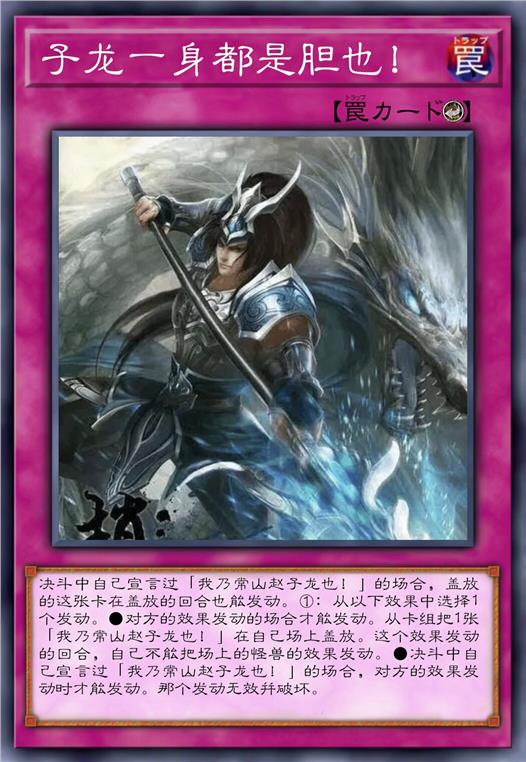 子龙一身都是胆也！
トラップ
罠
トラップ
【罠カード】
决斗中自己宣言过「我乃常山赵子龙也！」的场合，盖放
的这张卡在盖放的回合也能发动。①：从以下效果中选择1
个发动。●对方的效果发动的场合才能发动。从卡组把1张
「我乃常山赵子龙也！」在自己场上盖放。这个效果发动
的回合，自己不能把场上的怪兽的效果发动。●决斗中自
己宣言过「我乃常山赵子龙也！」的场合，对方的效果发
动时才能发动。那个发动无效并破坏。